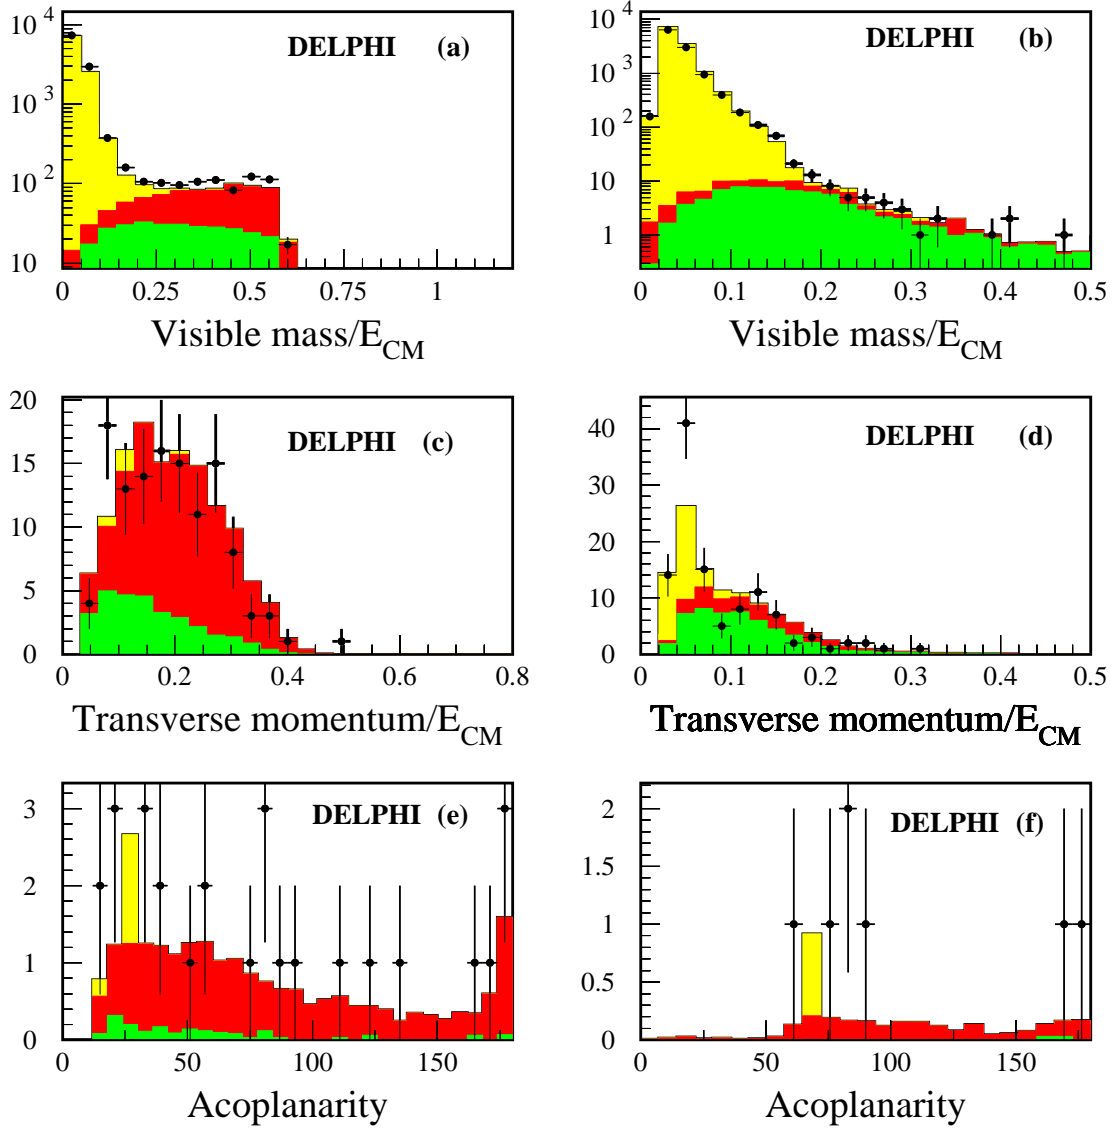 DELPHI (a)
10^4
10^3
10^2
10
0 0.25 0.5 0.75 1
Visible mass/E_CM
DELPHI (b)
10^4
10^3
10^2
10
1
0 0.1 0.2 0.3 0.4 0.5
Visible mass/E_CM
DELPHI (c)
20
15
10
5
0
0 0.2 0.4 0.6 0.8
Transverse momentum/E_CM
DELPHI (d)
40
30
20
10
0
0 0.1 0.2 0.3 0.4 0.5
Transverse momentum/E_CM
DELPHI (e)
3
2
1
0
0 50 100 150
Acoplanarity
DELPHI (f)
2
1.5
1
0.5
0
0 50 100 150
Acoplanarity